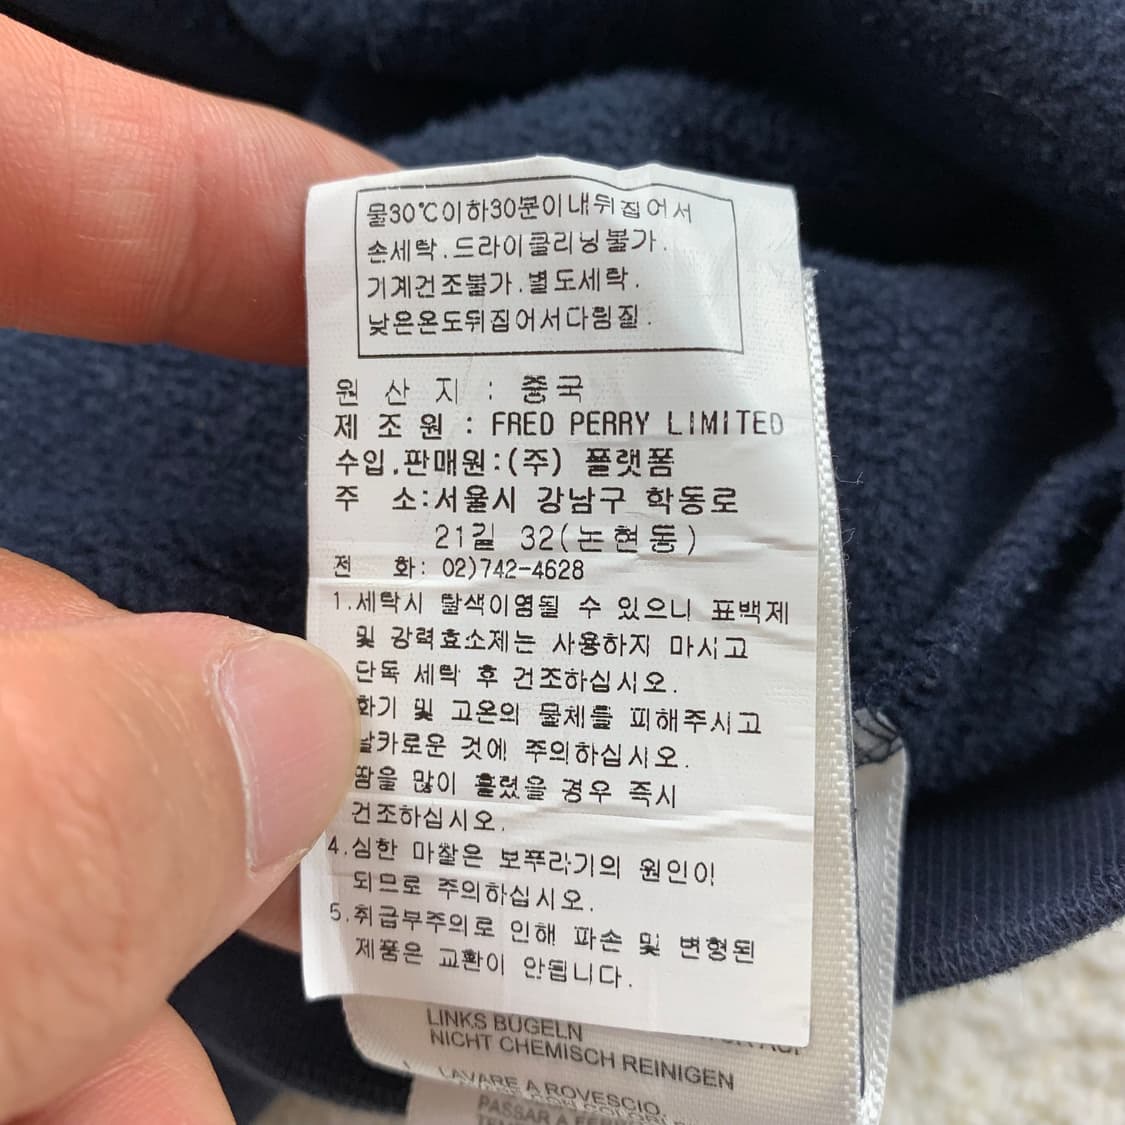 물30℃이하30분이내뒤집어서
손세탁.드라이클리닝불가.
기계건조불가.별도세탁.
낮은온도뒤집어서다림질.
원 산 지 : 중국
제 조 원 : FRED PERRY LIMITED
수입,판매원:(주) 플랫폼
주 소:서울시 강남구 학동로
21길 32(논현동)
전 화: 02)742-4628
1.세탁시 탈색이염될 수 있으니 표백제
및 강력효소제는 사용하지 마시고
단독 세탁 후 건조하십시오.
화기 및 고온의 물체를 피해주시고
날카로운 것에 주의하십시오.
땀을 많이 흘렸을 경우 즉시
건조하십시오.
4.심한 마찰은 보푸라기의 원인이
되므로 주의하십시오.
5.취급부주의로 인해 파손 및 변형된
제품은 교환이 안됩니다.
LINKS BÜGELN
NICHT CHEMISCH REINIGEN
LAVARE A ROVESCIO.
PASSAR A